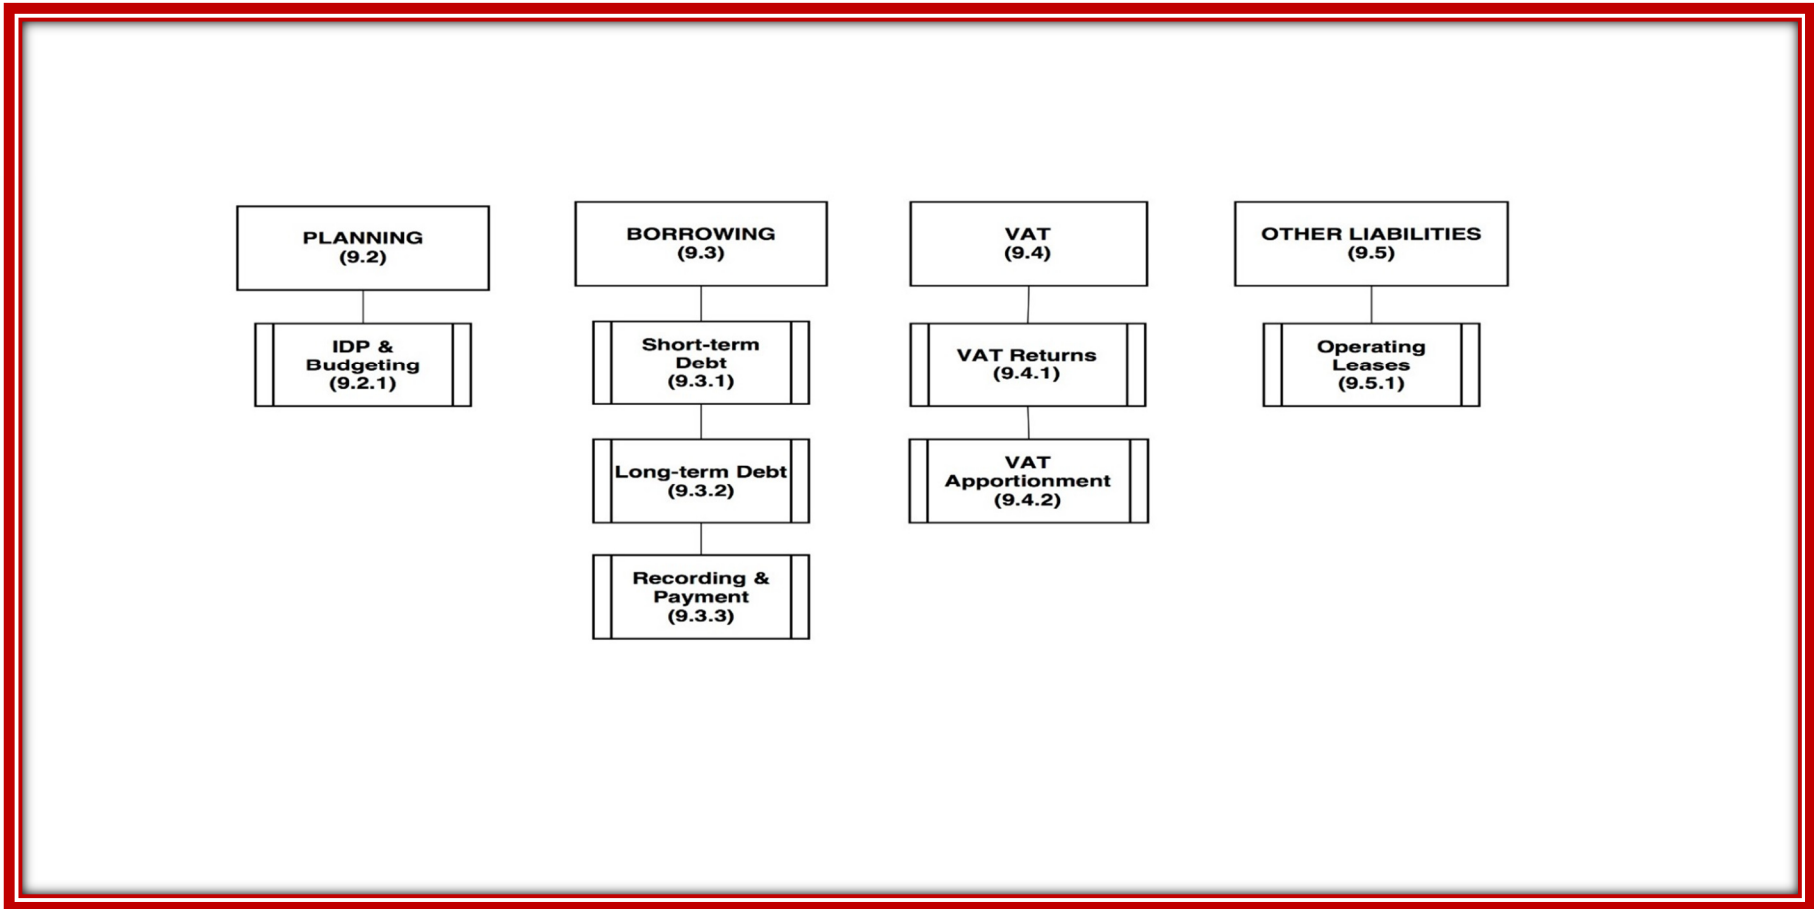 PLANNING
(9.2)
IDP &
Budgeting
(9.2.1)
BORROWING
(9.3)
Short-term
Debt
(9.3.1)
Long-term Debt
(9.3.2)
Recording &
Payment
(9.3.3)
VAT
(9.4)
VAT Returns
(9.4.1)
VAT
Apportionment
(9.4.2)
OTHER LIABILITIES
(9.5)
Operating
Leases
(9.5.1)